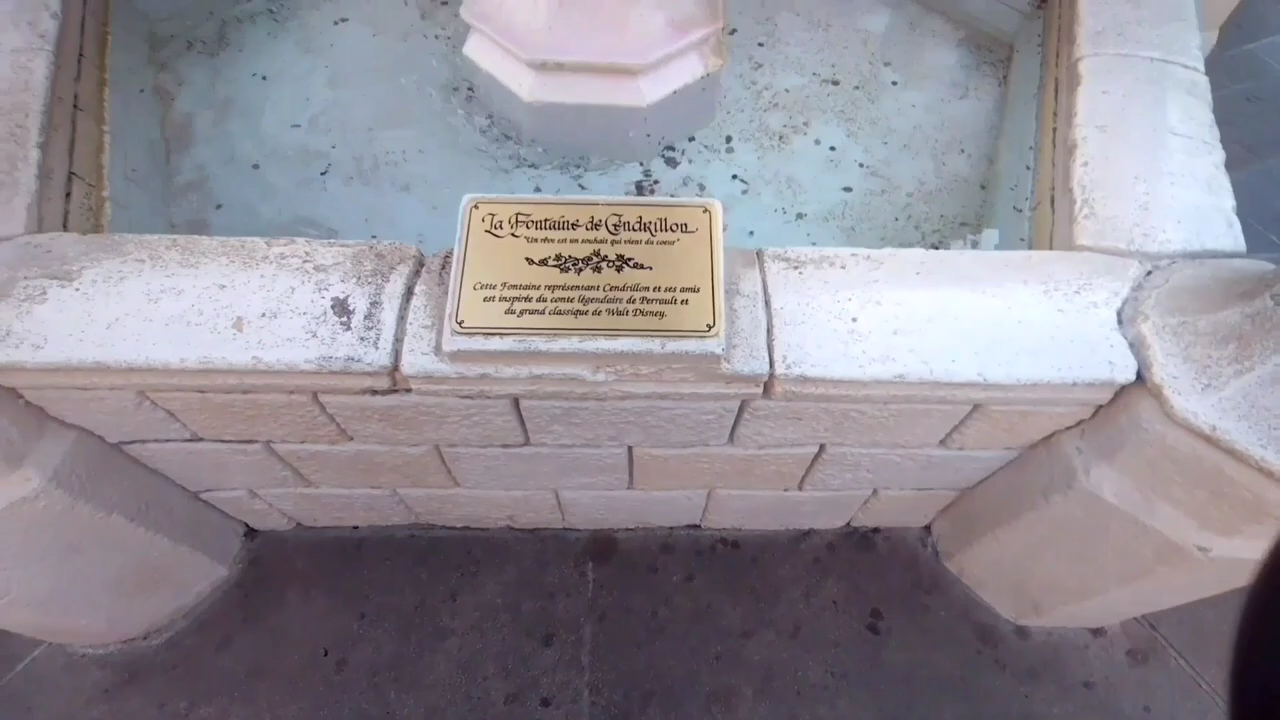 La Fontaine de Cendrillon
"Un rêve est un souhait qui vient du coeur"
Cette Fontaine représentant Cendrillon et ses amis
est inspirée du conte légendaire de Perrault et
du grand classique de Walt Disney.